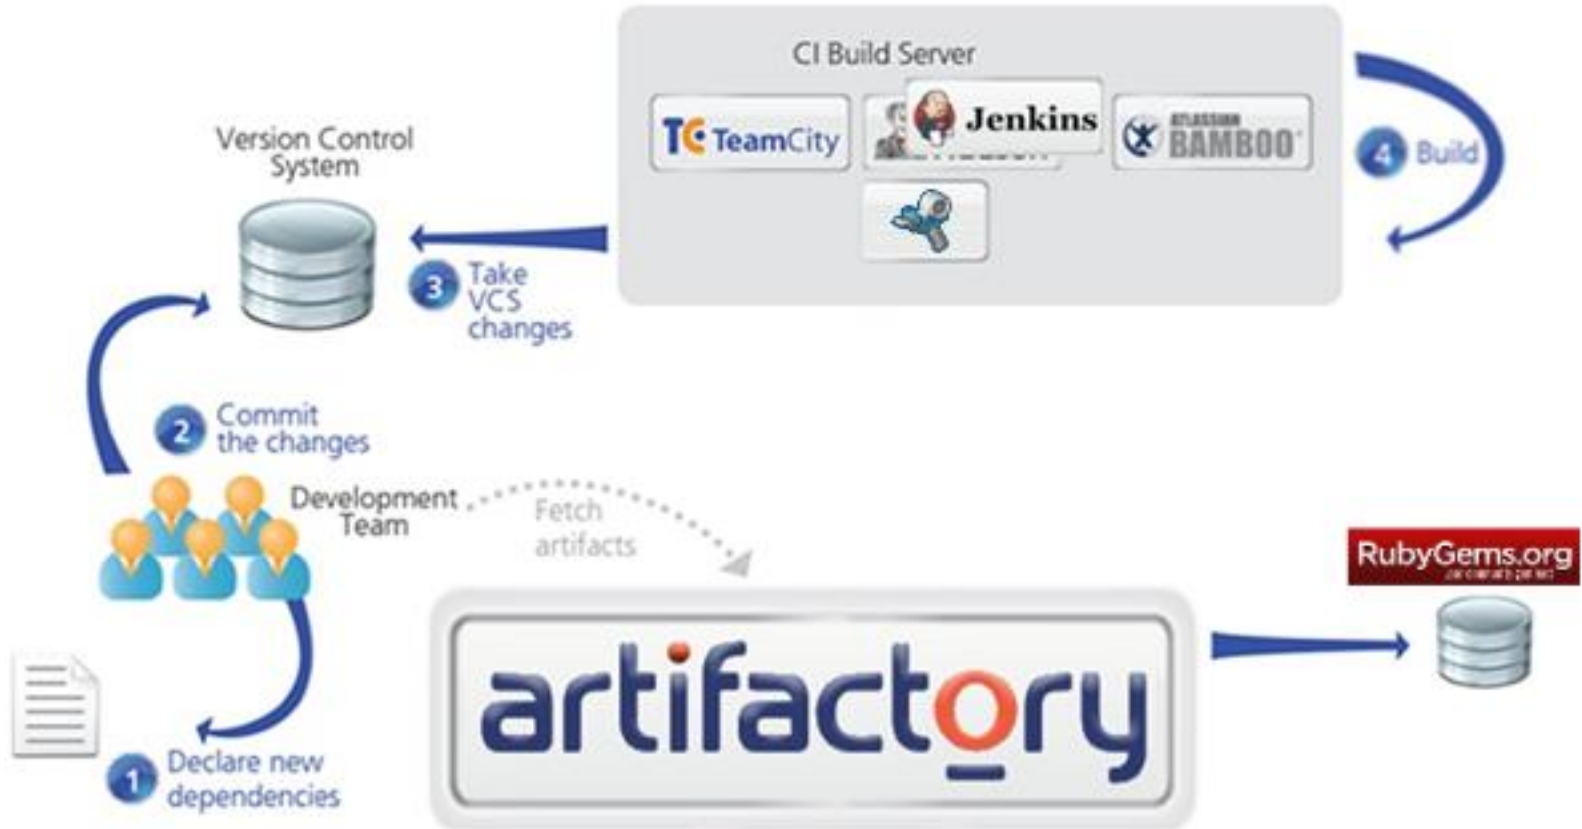 CI Build Server
TeamCity
Jenkins
ATLASSIAN
BAMBOO
4 Build
Version Control
System
3 Take
VCS
changes
2 Commit
the changes
Development
Team
Fetch
artifacts
RubyGems.org
artifactory
1 Declare new
dependencies